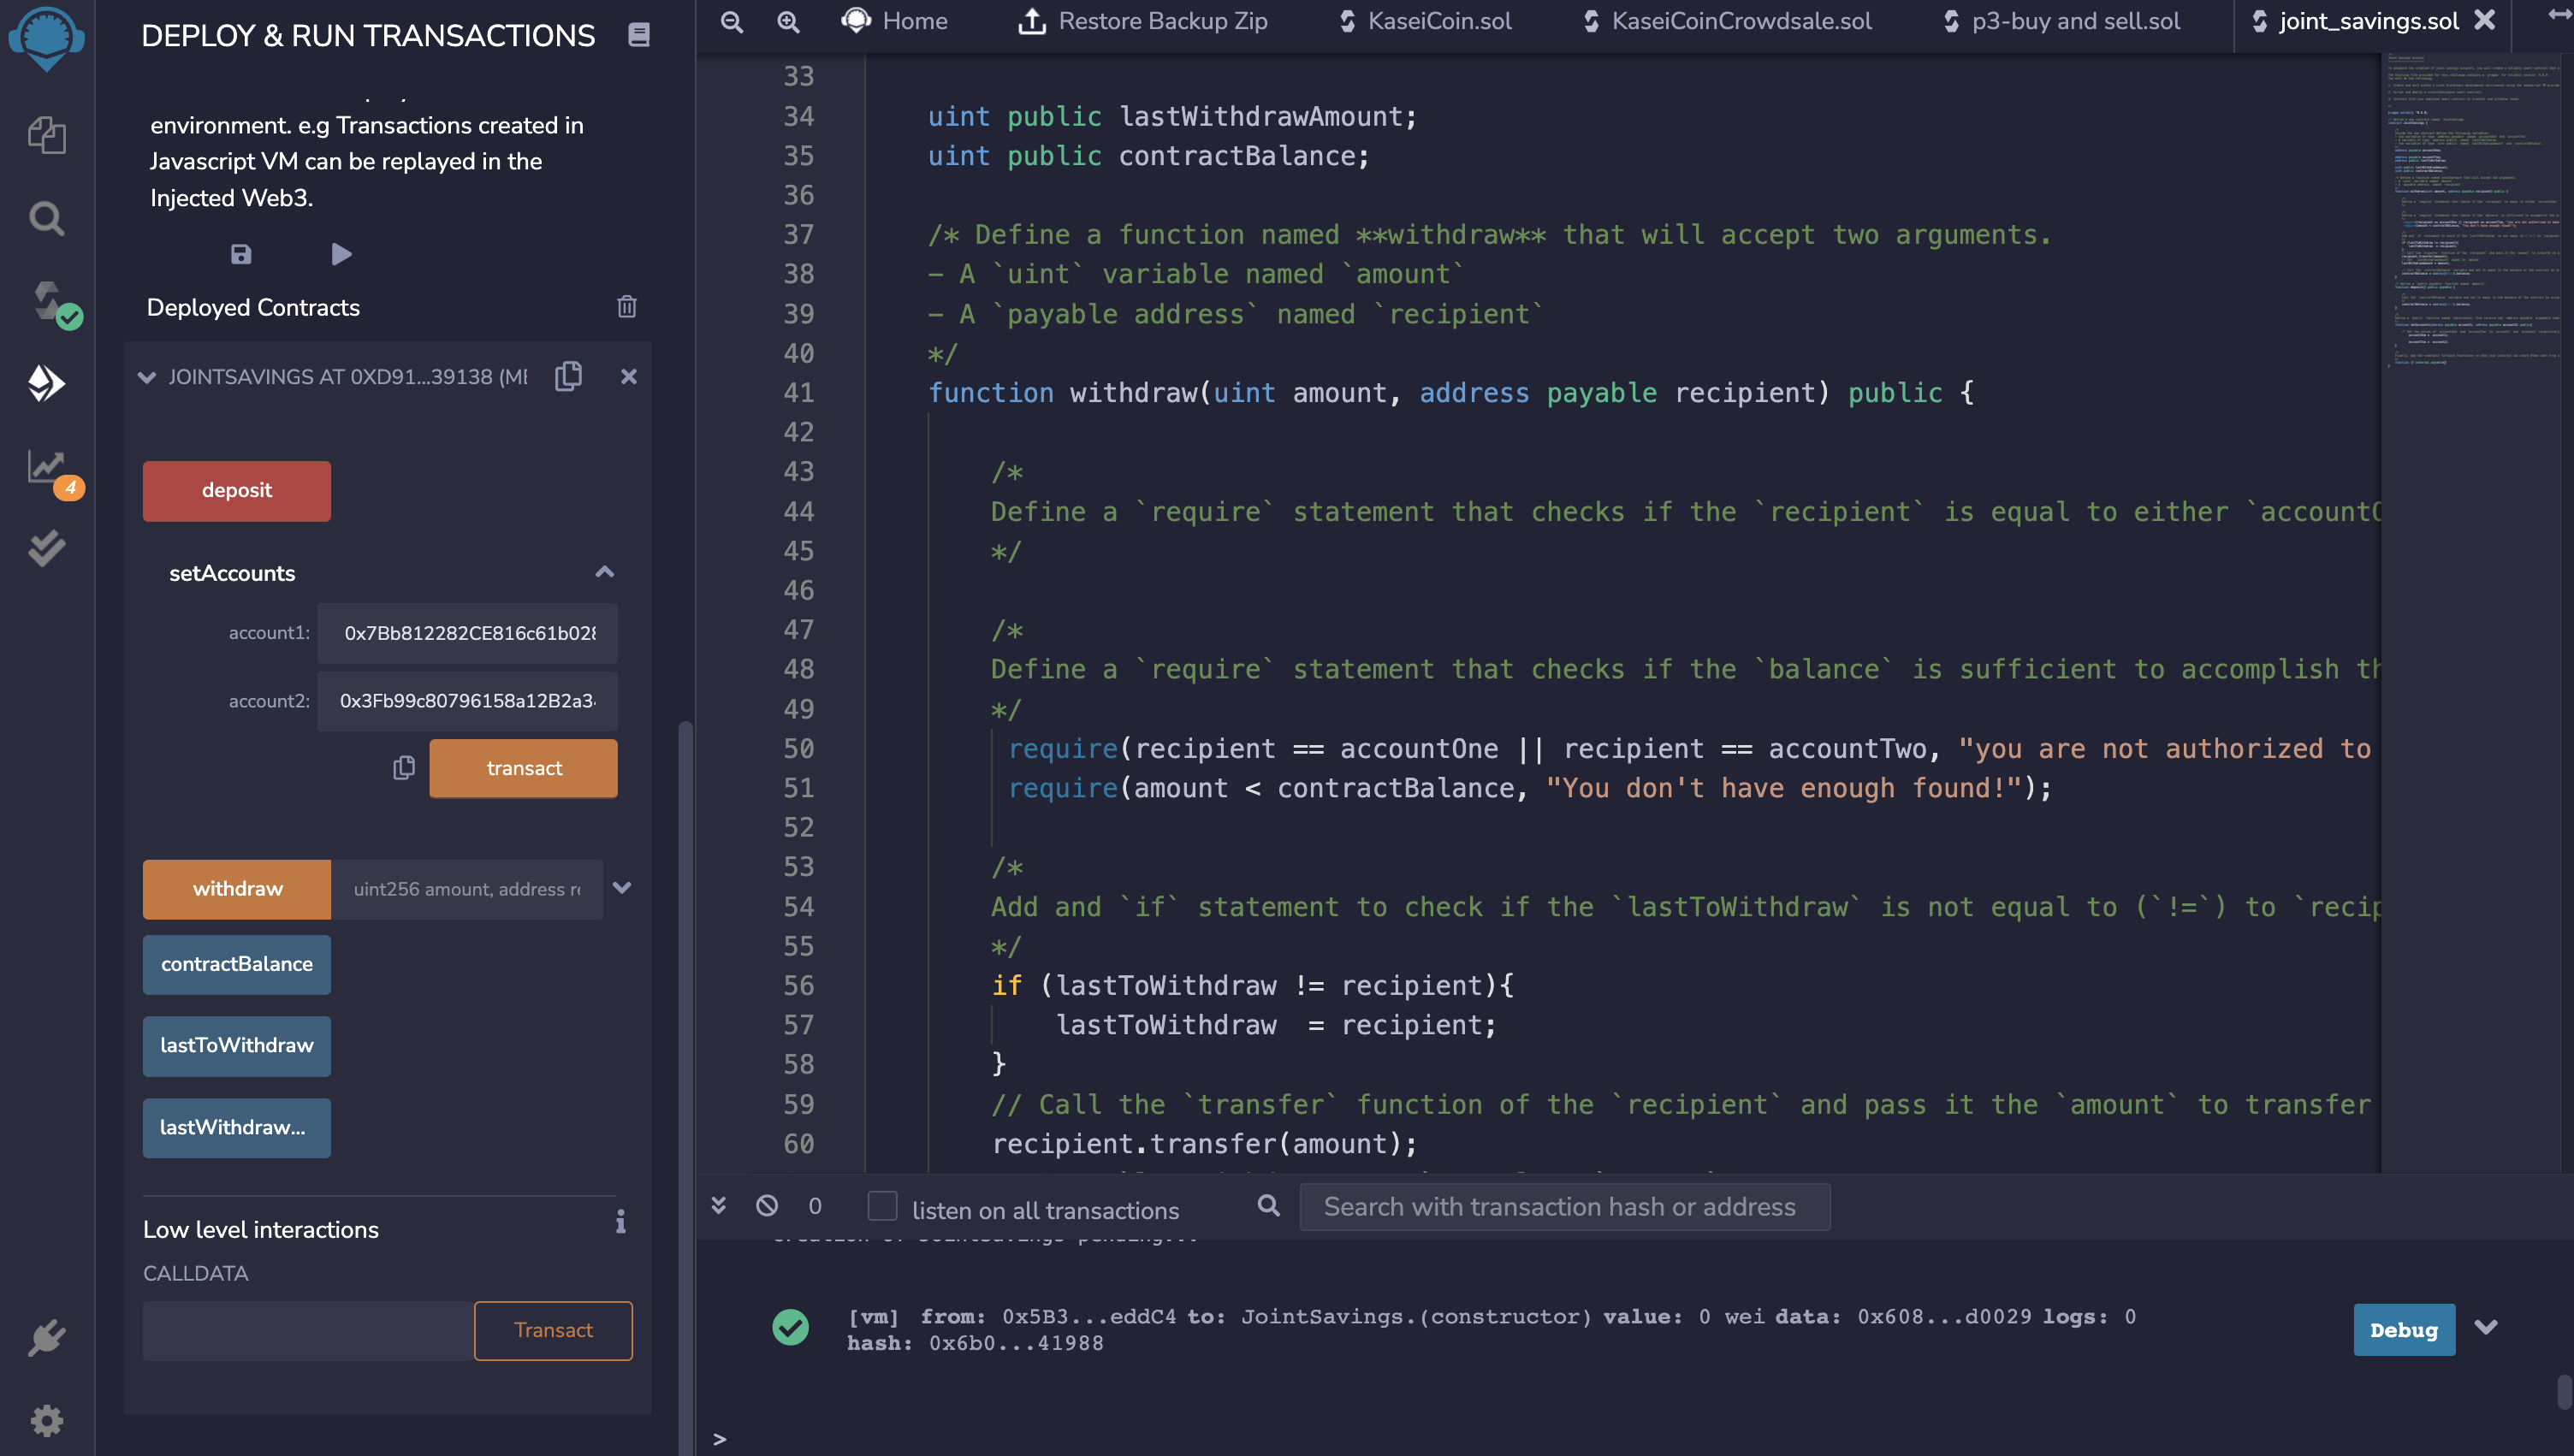 DEPLOY & RUN TRANSACTIONS
environment. e.g Transactions created in
Javascript VM can be replayed in the
Injected Web3.
Deployed Contracts
JOINTSAVINGS AT 0XD91...39138 (ME
deposit
setAccounts
account1: 0x7Bb812282CE816c61b028
account2: 0x3Fb99c80796158a12B2a3
transact
withdraw uint256 amount, address re
contractBalance
lastToWithdraw
lastWithdraw...
Low level interactions
CALLDATA
Transact
4
Home Restore Backup Zip KaseiCoin.sol KaseiCoinCrowdsale.sol p3-buy and sell.sol joint_savings.sol
33
34 uint public lastWithdrawAmount;
35 uint public contractBalance;
36
37 /* Define a function named **withdraw** that will accept two arguments.
38 - A `uint` variable named `amount`
39 - A `payable address` named `recipient`
40 */
41 function withdraw(uint amount, address payable recipient) public {
42
43 /*
44 Define a `require` statement that checks if the `recipient` is equal to either `accountO
45 */
46
47 /*
48 Define a `require` statement that checks if the `balance` is sufficient to accomplish th
49 */
50 require(recipient == accountOne || recipient == accountTwo, "you are not authorized to
51 require(amount < contractBalance, "You don't have enough found!");
52
53 /*
54 Add and `if` statement to check if the `lastToWithdraw` is not equal to (`!=`) to `recip
55 */
56 if (lastToWithdraw != recipient){
57 lastToWithdraw  = recipient;
58 }
59 // Call the `transfer` function of the `recipient` and pass it the `amount` to transfer
60 recipient.transfer(amount);
0 listen on all transactions Search with transaction hash or address
creation of JointSavings pending...
[vm] from: 0x5B3...eddC4 to: JointSavings.(constructor) value: 0 wei data: 0x608...d0029 logs: 0
hash: 0x6b0...41988
Debug
>